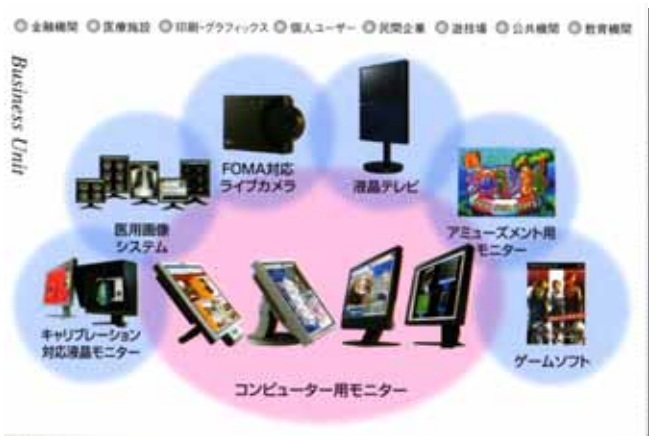 ◎金融機関 ◎医療施設 ◎印刷・グラフィックス ◎個人ユーザー ◎民間企業 ◎遊技場 ◎公共機関 ◎教育機関
Business Unit
FOMA対応
ライブカメラ
液晶テレビ
医用画像
システム
アミューズメント用
モニター
キャリブレーション
対応液晶モニター
ゲームソフト
コンピューター用モニター